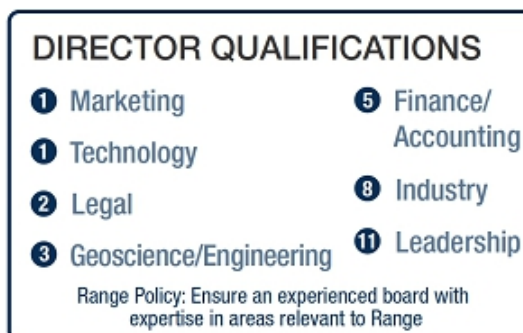 DIRECTOR QUALIFICATIONS
1 Marketing
1 Technology
2 Legal
3 Geoscience/Engineering
5 Finance/
Accounting
8 Industry
11 Leadership
Range Policy: Ensure an experienced board with
expertise in areas relevant to Range